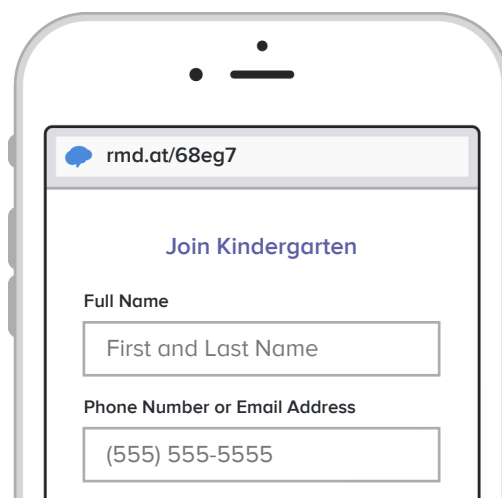 rmd.at/68eg7
Join Kindergarten
Full Name
First and Last Name
Phone Number or Email Address
(555) 555-5555